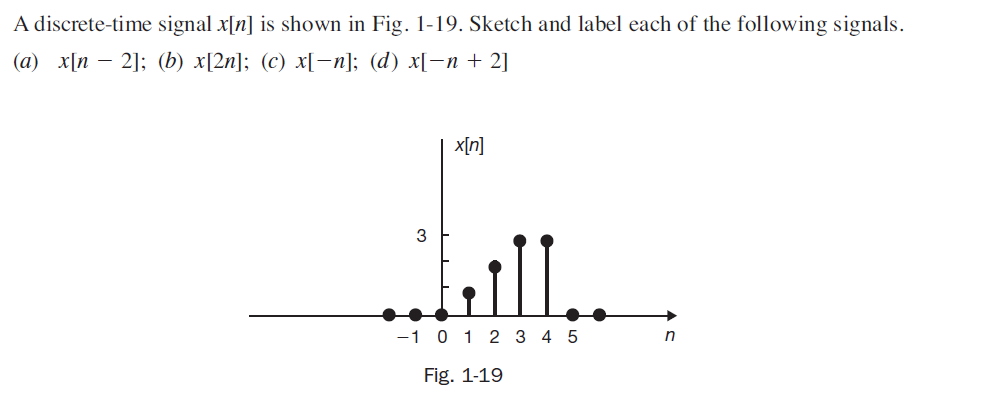 A discrete-time signal x[n] is shown in Fig. 1-19. Sketch and label each of the following signals.
(a) x[n − 2]; (b) x[2n]; (c) x[−n]; (d) x[−n + 2]
x[n]
3
−1 0 1 2 3 4 5 n
Fig. 1-19